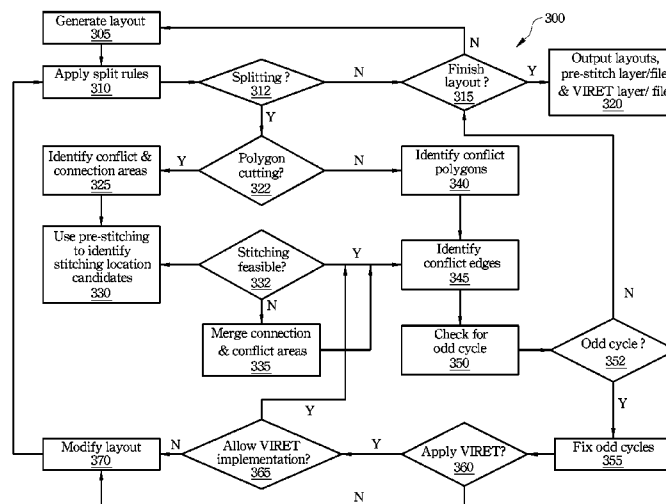 300
Generate layout
305
N
Apply split rules
310
Splitting ?
312
N
Finish
layout ?
315
Y
Output layouts,
pre-stitch layer/file
& VIRET layer/ file
320
Y
Identify conflict &
connection areas
325
Y
Polygon
cutting?
322
N
Identify conflict
polygons
340
Use pre-stitching
to identify
stitching location
candidates
330
Stitching
feasible?
332
Y
Identify
conflict edges
345
N
N
Merge connection
& conflict areas
335
Check for
odd cycle
350
Odd cycle ?
352
Y
Y
Modify layout
370
N
Allow VIRET
implementation?
365
Y
Apply VIRET?
360
Fix odd cycles
355
N